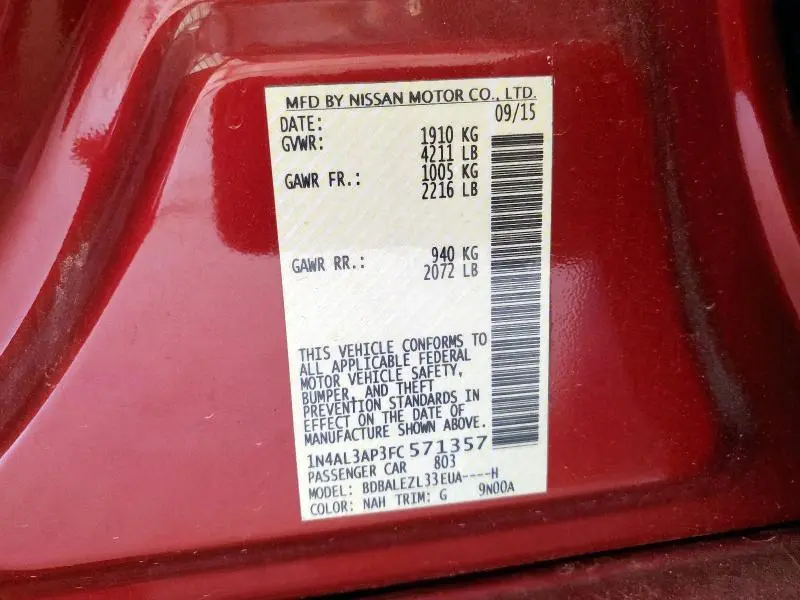 MFD BY NISSAN MOTOR CO., LTD.
DATE: 09/15
GVWR: 1910 KG
4211 LB
GAWR FR.: 1005 KG
2216 LB
GAWR RR.: 940 KG
2072 LB
THIS VEHICLE CONFORMS TO
ALL APPLICABLE FEDERAL
MOTOR VEHICLE SAFETY,
BUMPER, AND THEFT
PREVENTION STANDARDS IN
EFFECT ON THE DATE OF
MANUFACTURE SHOWN ABOVE.
1N4AL3AP3FC571357
PASSENGER CAR 803
MODEL: BDBALEZL33EUA----H
COLOR: NAH TRIM: G 9N00A